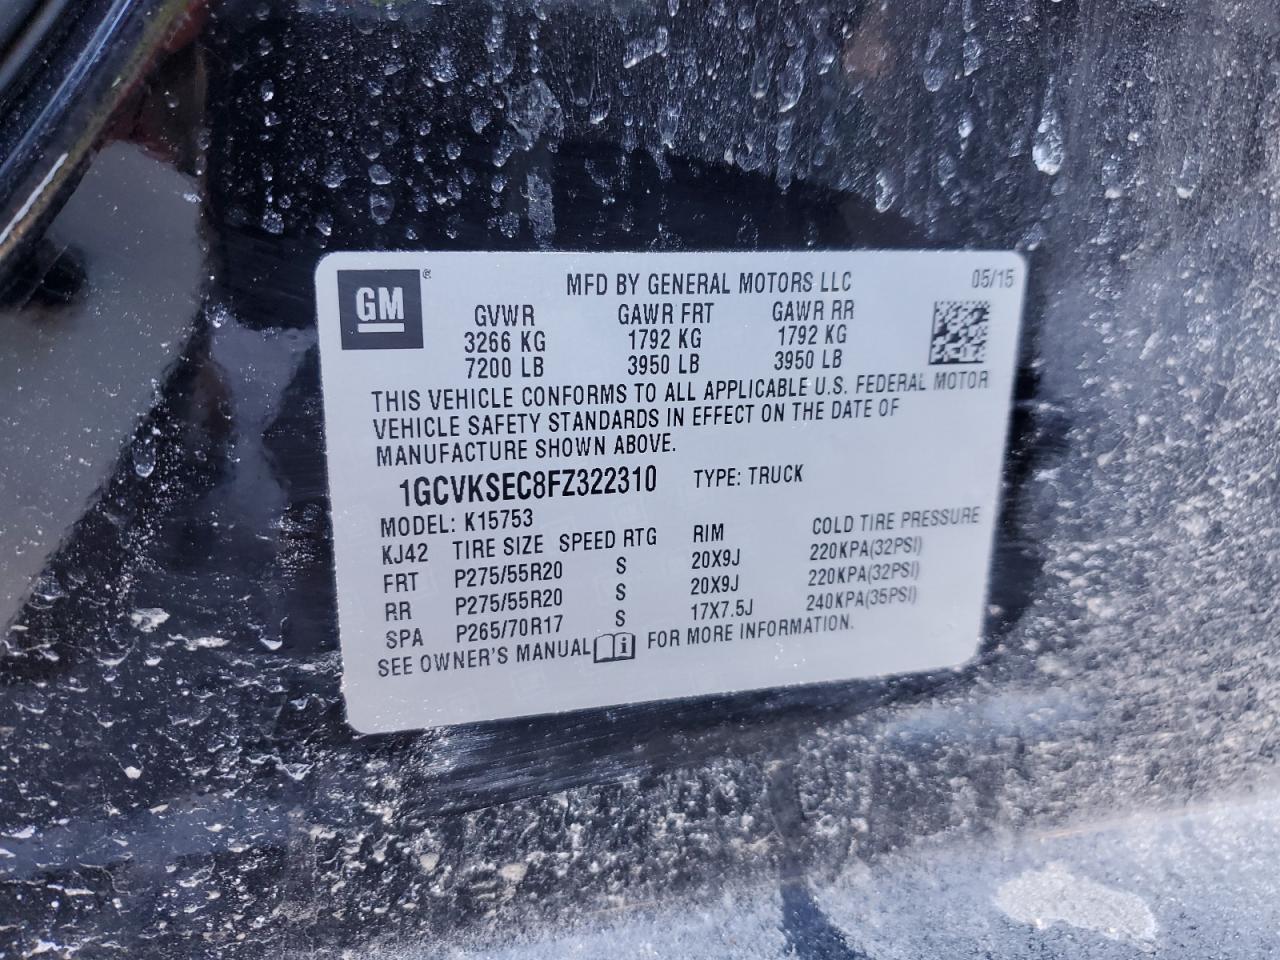 GM ®
MFD BY GENERAL MOTORS LLC 05/15
GVWR GAWR FRT GAWR RR
3266 KG 1792 KG 1792 KG
7200 LB 3950 LB 3950 LB
THIS VEHICLE CONFORMS TO ALL APPLICABLE U.S. FEDERAL MOTOR
VEHICLE SAFETY STANDARDS IN EFFECT ON THE DATE OF
MANUFACTURE SHOWN ABOVE.
1GCVKSEC8FZ322310 TYPE: TRUCK
MODEL: K15753
KJ42 TIRE SIZE SPEED RTG RIM COLD TIRE PRESSURE
FRT P275/55R20 S 20X9J 220KPA(32PSI)
RR P275/55R20 S 20X9J 220KPA(32PSI)
SPA P265/70R17 S 17X7.5J 240KPA(35PSI)
SEE OWNER'S MANUAL FOR MORE INFORMATION.